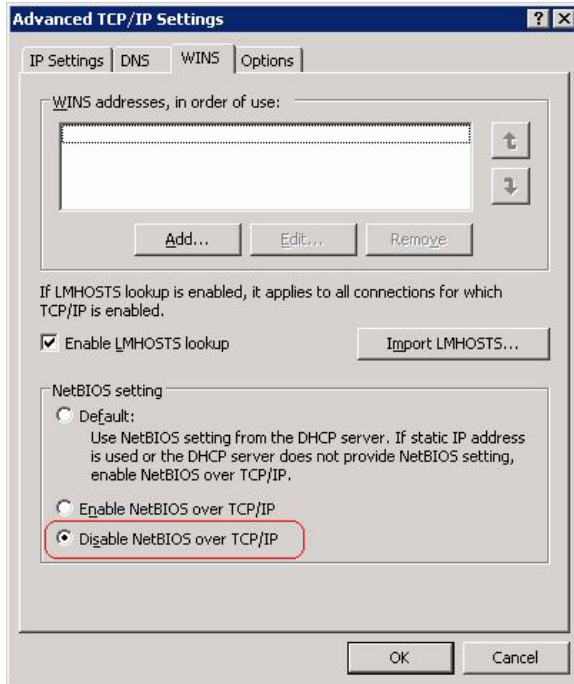 Advanced TCP/IP Settings
IP Settings DNS WINS Options
WINS addresses, in order of use:
Add... Edit... Remove
If LMHOSTS lookup is enabled, it applies to all connections for which
TCP/IP is enabled.
Enable LMHOSTS lookup Import LMHOSTS...
NetBIOS setting
Default:
Use NetBIOS setting from the DHCP server. If static IP address
is used or the DHCP server does not provide NetBIOS setting,
enable NetBIOS over TCP/IP.
Enable NetBIOS over TCP/IP
Disable NetBIOS over TCP/IP
OK Cancel